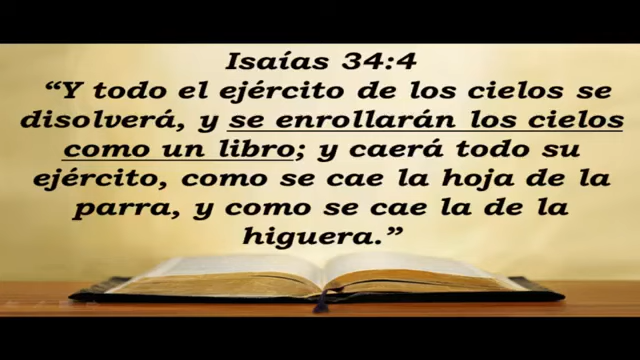 Isaías 34:4
“Y todo el ejército de los cielos se
disolverá, y se enrollarán los cielos
como un libro; y caerá todo su
ejército, como se cae la hoja de la
parra, y como se cae la de la
higuera.”